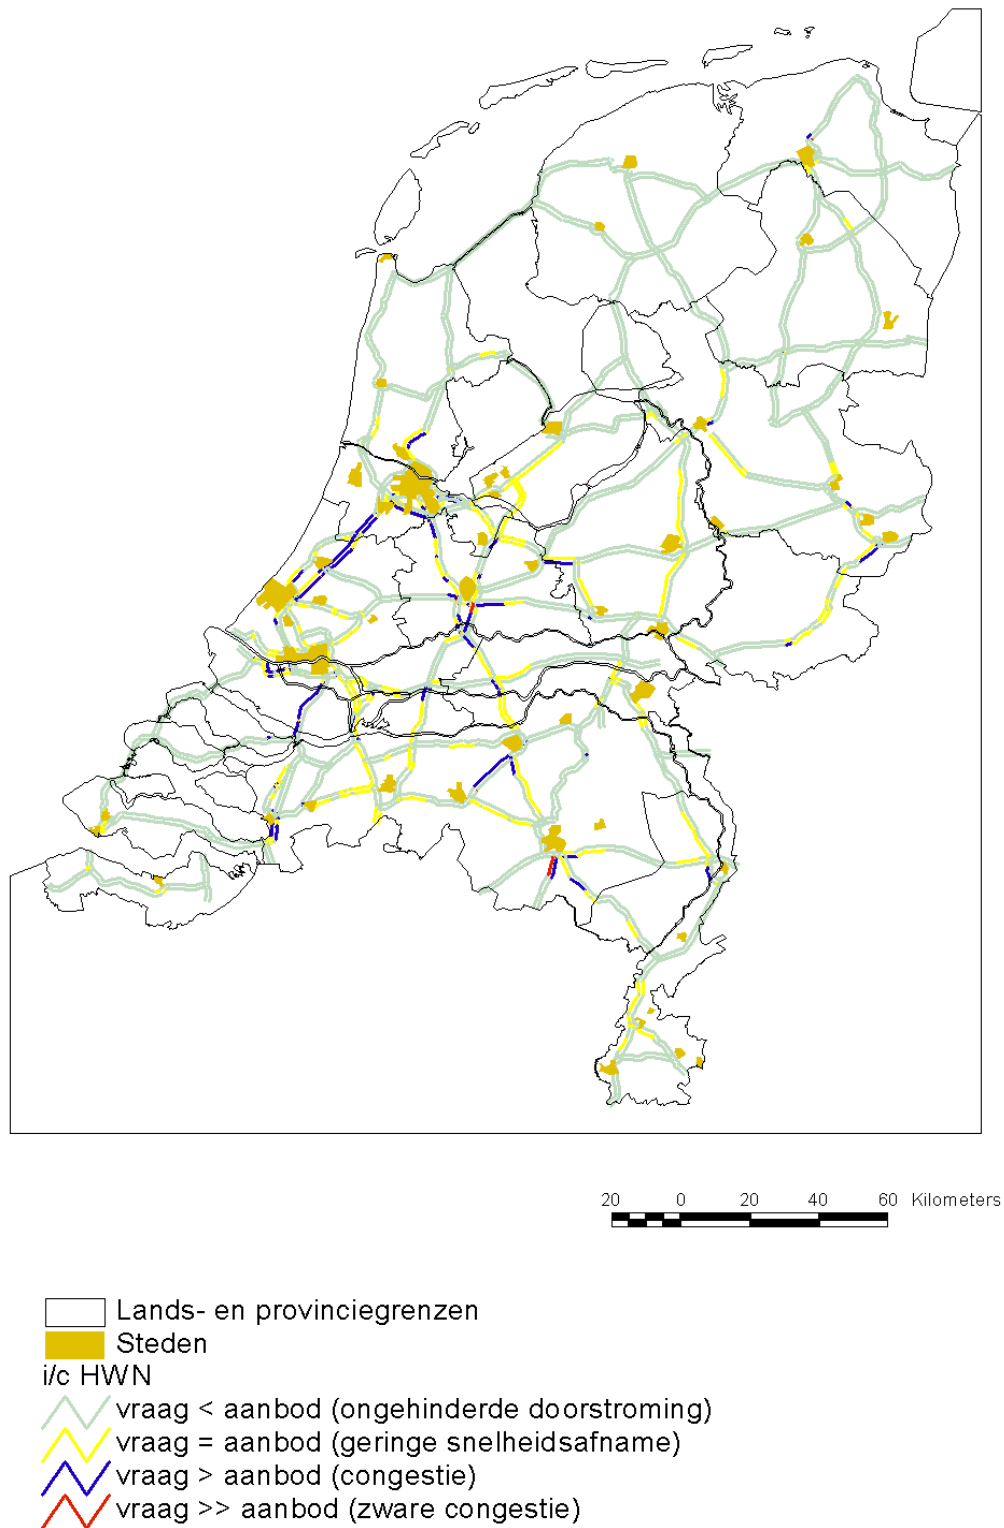 20 0 20 40 60 Kilometers
Lands- en provinciegrenzen
Steden
i/c HWN
vraag < aanbod (ongehinderde doorstroming)
vraag = aanbod (geringe snelheidsafname)
vraag > aanbod (congestie)
vraag >> aanbod (zware congestie)